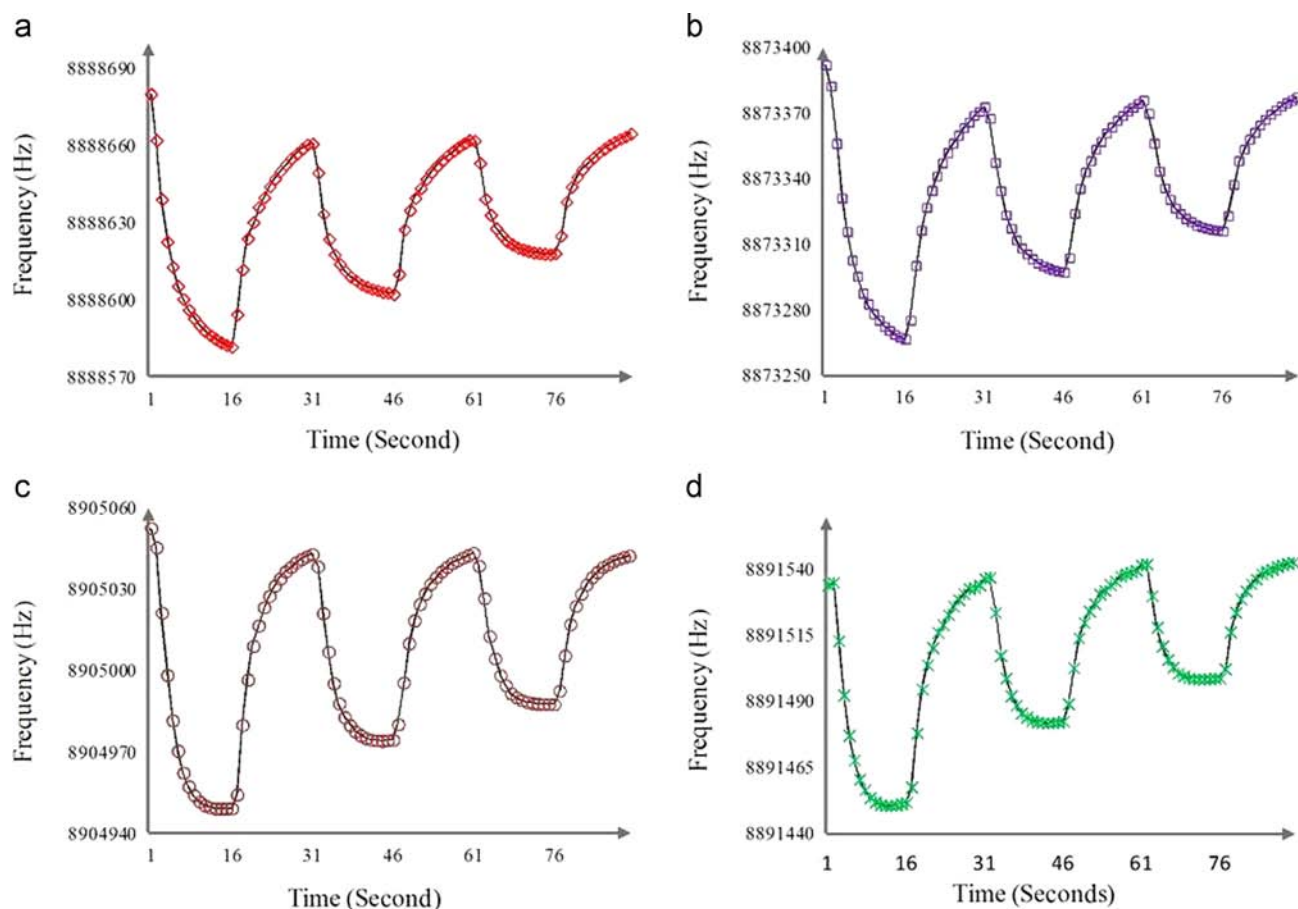 a
8888690
8888660
8888630
8888600
8888570
Frequency (Hz)
1 16 31 46 61 76
Time (Second)
b
8873400
8873370
8873340
8873310
8873280
8873250
Frequency (Hz)
1 16 31 46 61 76
Time (Second)
c
8905060
8905030
8905000
8904970
8904940
Frequency (Hz)
1 16 31 46 61 76
Time (Second)
d
8891540
8891515
8891490
8891465
8891440
Frequency (Hz)
1 16 31 46 61 76
Time (Seconds)